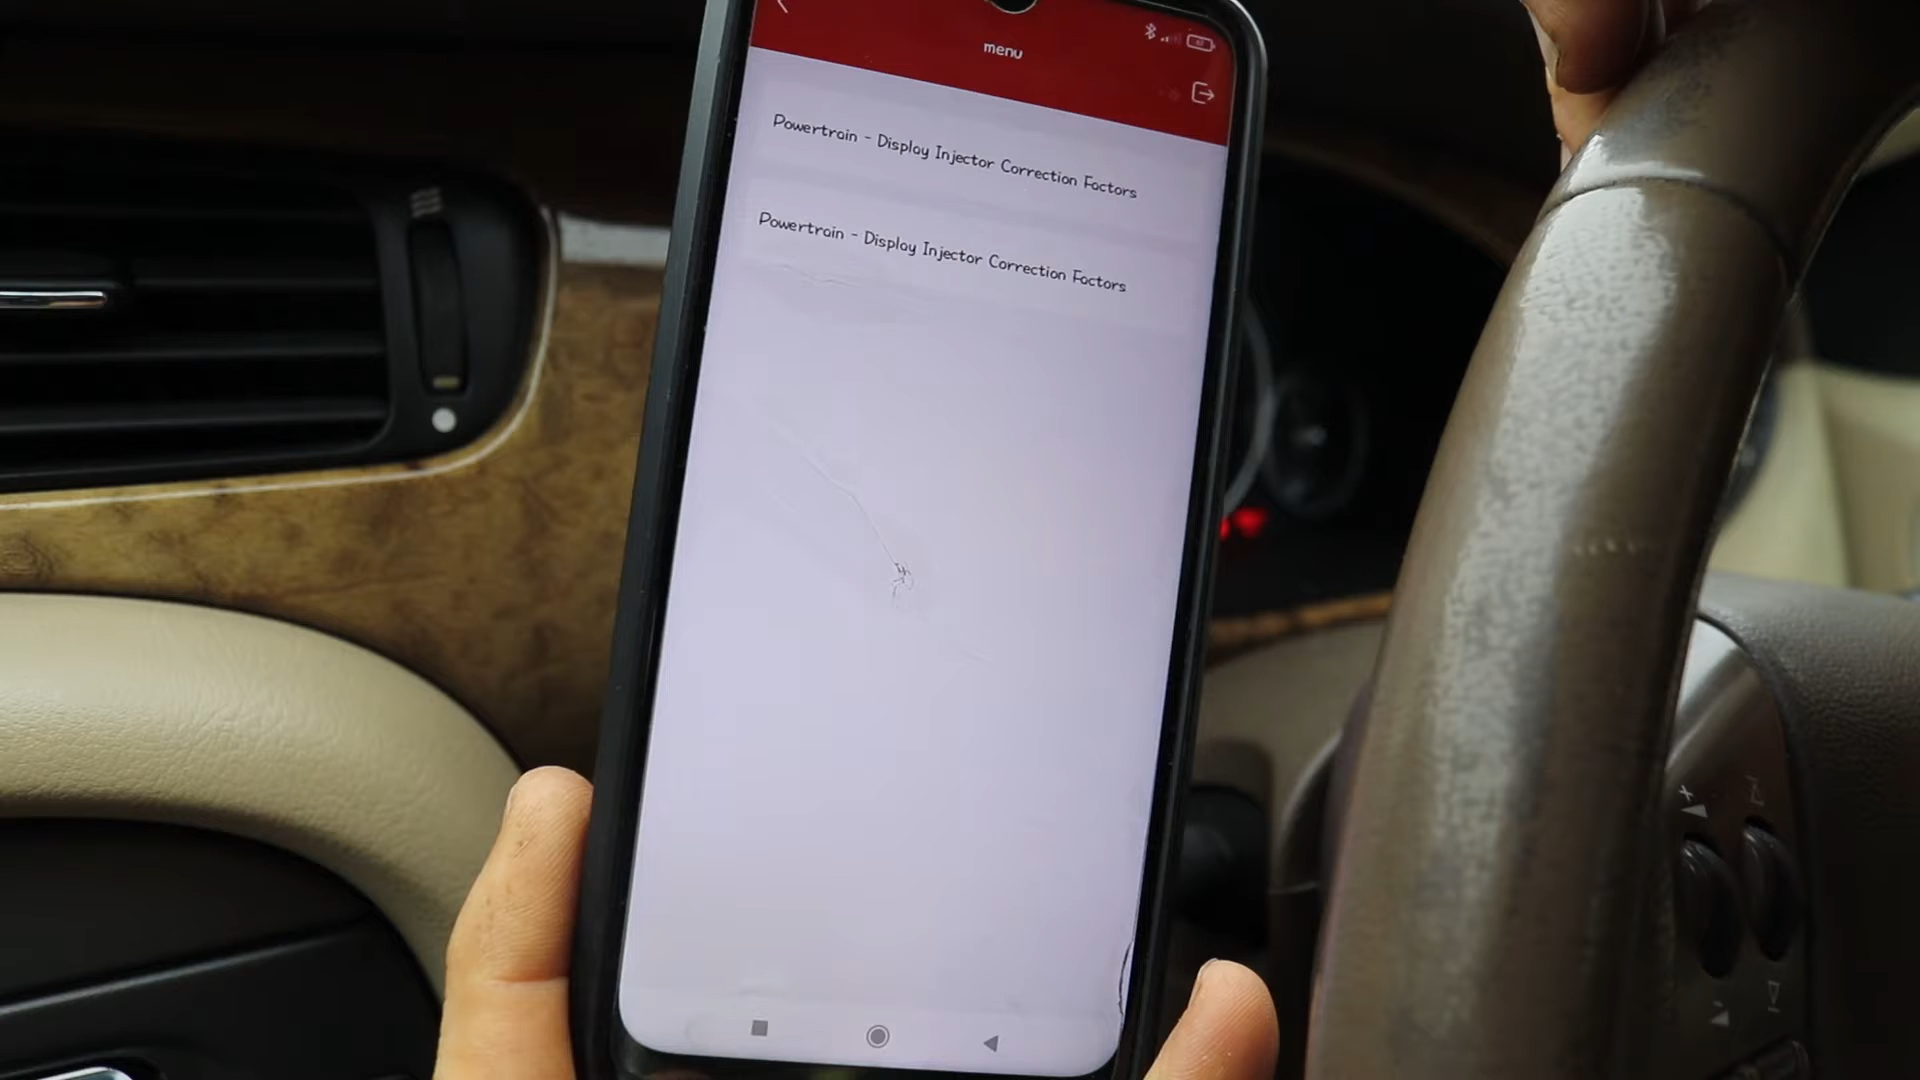 menu
Powertrain - Display Injector Correction Factors
Powertrain - Display Injector Correction Factors